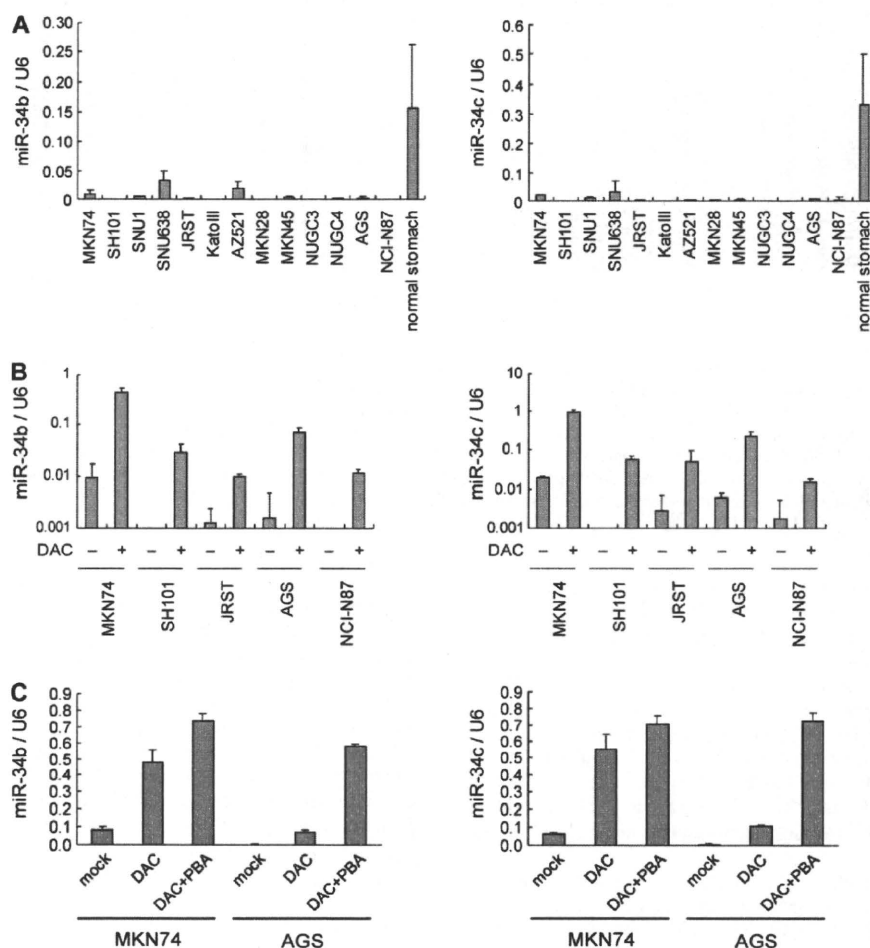 A
miR-34b / U6
0.30
0.25
0.20
0.15
0.10
0.05
0
MKN74
SH101
SNU1
SNU638
JRST
KatoIII
AZ521
MKN28
MKN45
NUGC3
NUGC4
AGS
NCI-N87
normal stomach
miR-34c / U6
0.6
0.5
0.4
0.3
0.2
0.1
0.0
MKN74
SH101
SNU1
SNU638
JRST
KatoIII
AZ521
MKN28
MKN45
NUGC3
NUGC4
AGS
NCI-N87
normal stomach
B
miR-34b / U6
1
0.1
0.01
0.001
DAC − + − + − + − + − +
MKN74
SH101
JRST
AGS
NCI-N87
miR-34c / U6
10
1
0.1
0.01
0.001
− + − + − + − + − +
MKN74
SH101
JRST
AGS
NCI-N87
C
miR-34b / U6
0.9
0.8
0.7
0.6
0.5
0.4
0.3
0.2
0.1
0.0
mock
DAC
DAC+PBA
mock
DAC
DAC+PBA
MKN74
AGS
miR-34c / U6
0.9
0.8
0.7
0.6
0.5
0.4
0.3
0.2
0.1
0.0
mock
DAC
DAC+PBA
mock
DAC
DAC+PBA
MKN74
AGS